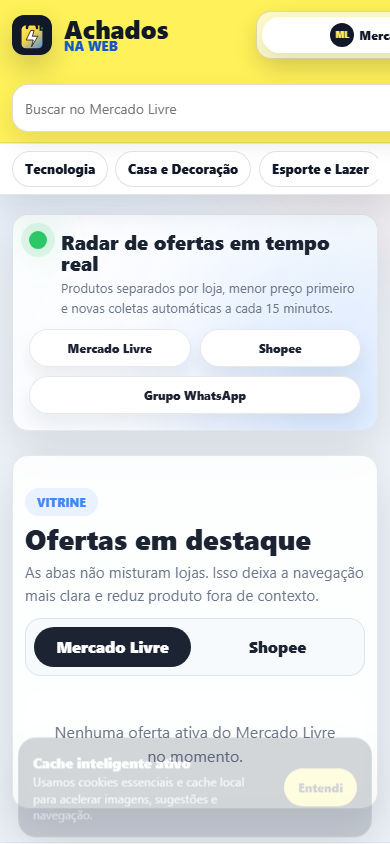 Achados
NA WEB
ML Merc
Buscar no Mercado Livre
Tecnologia
Casa e Decoração
Esporte e Lazer
Radar de ofertas em tempo
real
Produtos separados por loja, menor preço primeiro
e novas coletas automáticas a cada 15 minutos.
Mercado Livre
Shopee
Grupo WhatsApp
VITRINE
Ofertas em destaque
As abas não misturam lojas. Isso deixa a navegação
mais clara e reduz produto fora de contexto.
Mercado Livre
Shopee
Nenhuma oferta ativa do Mercado Livre
no momento.
Cache inteligente ativo
Usamos cookies essenciais e cache local
para acelerar imagens, sugestões e
navegação.
Entendi